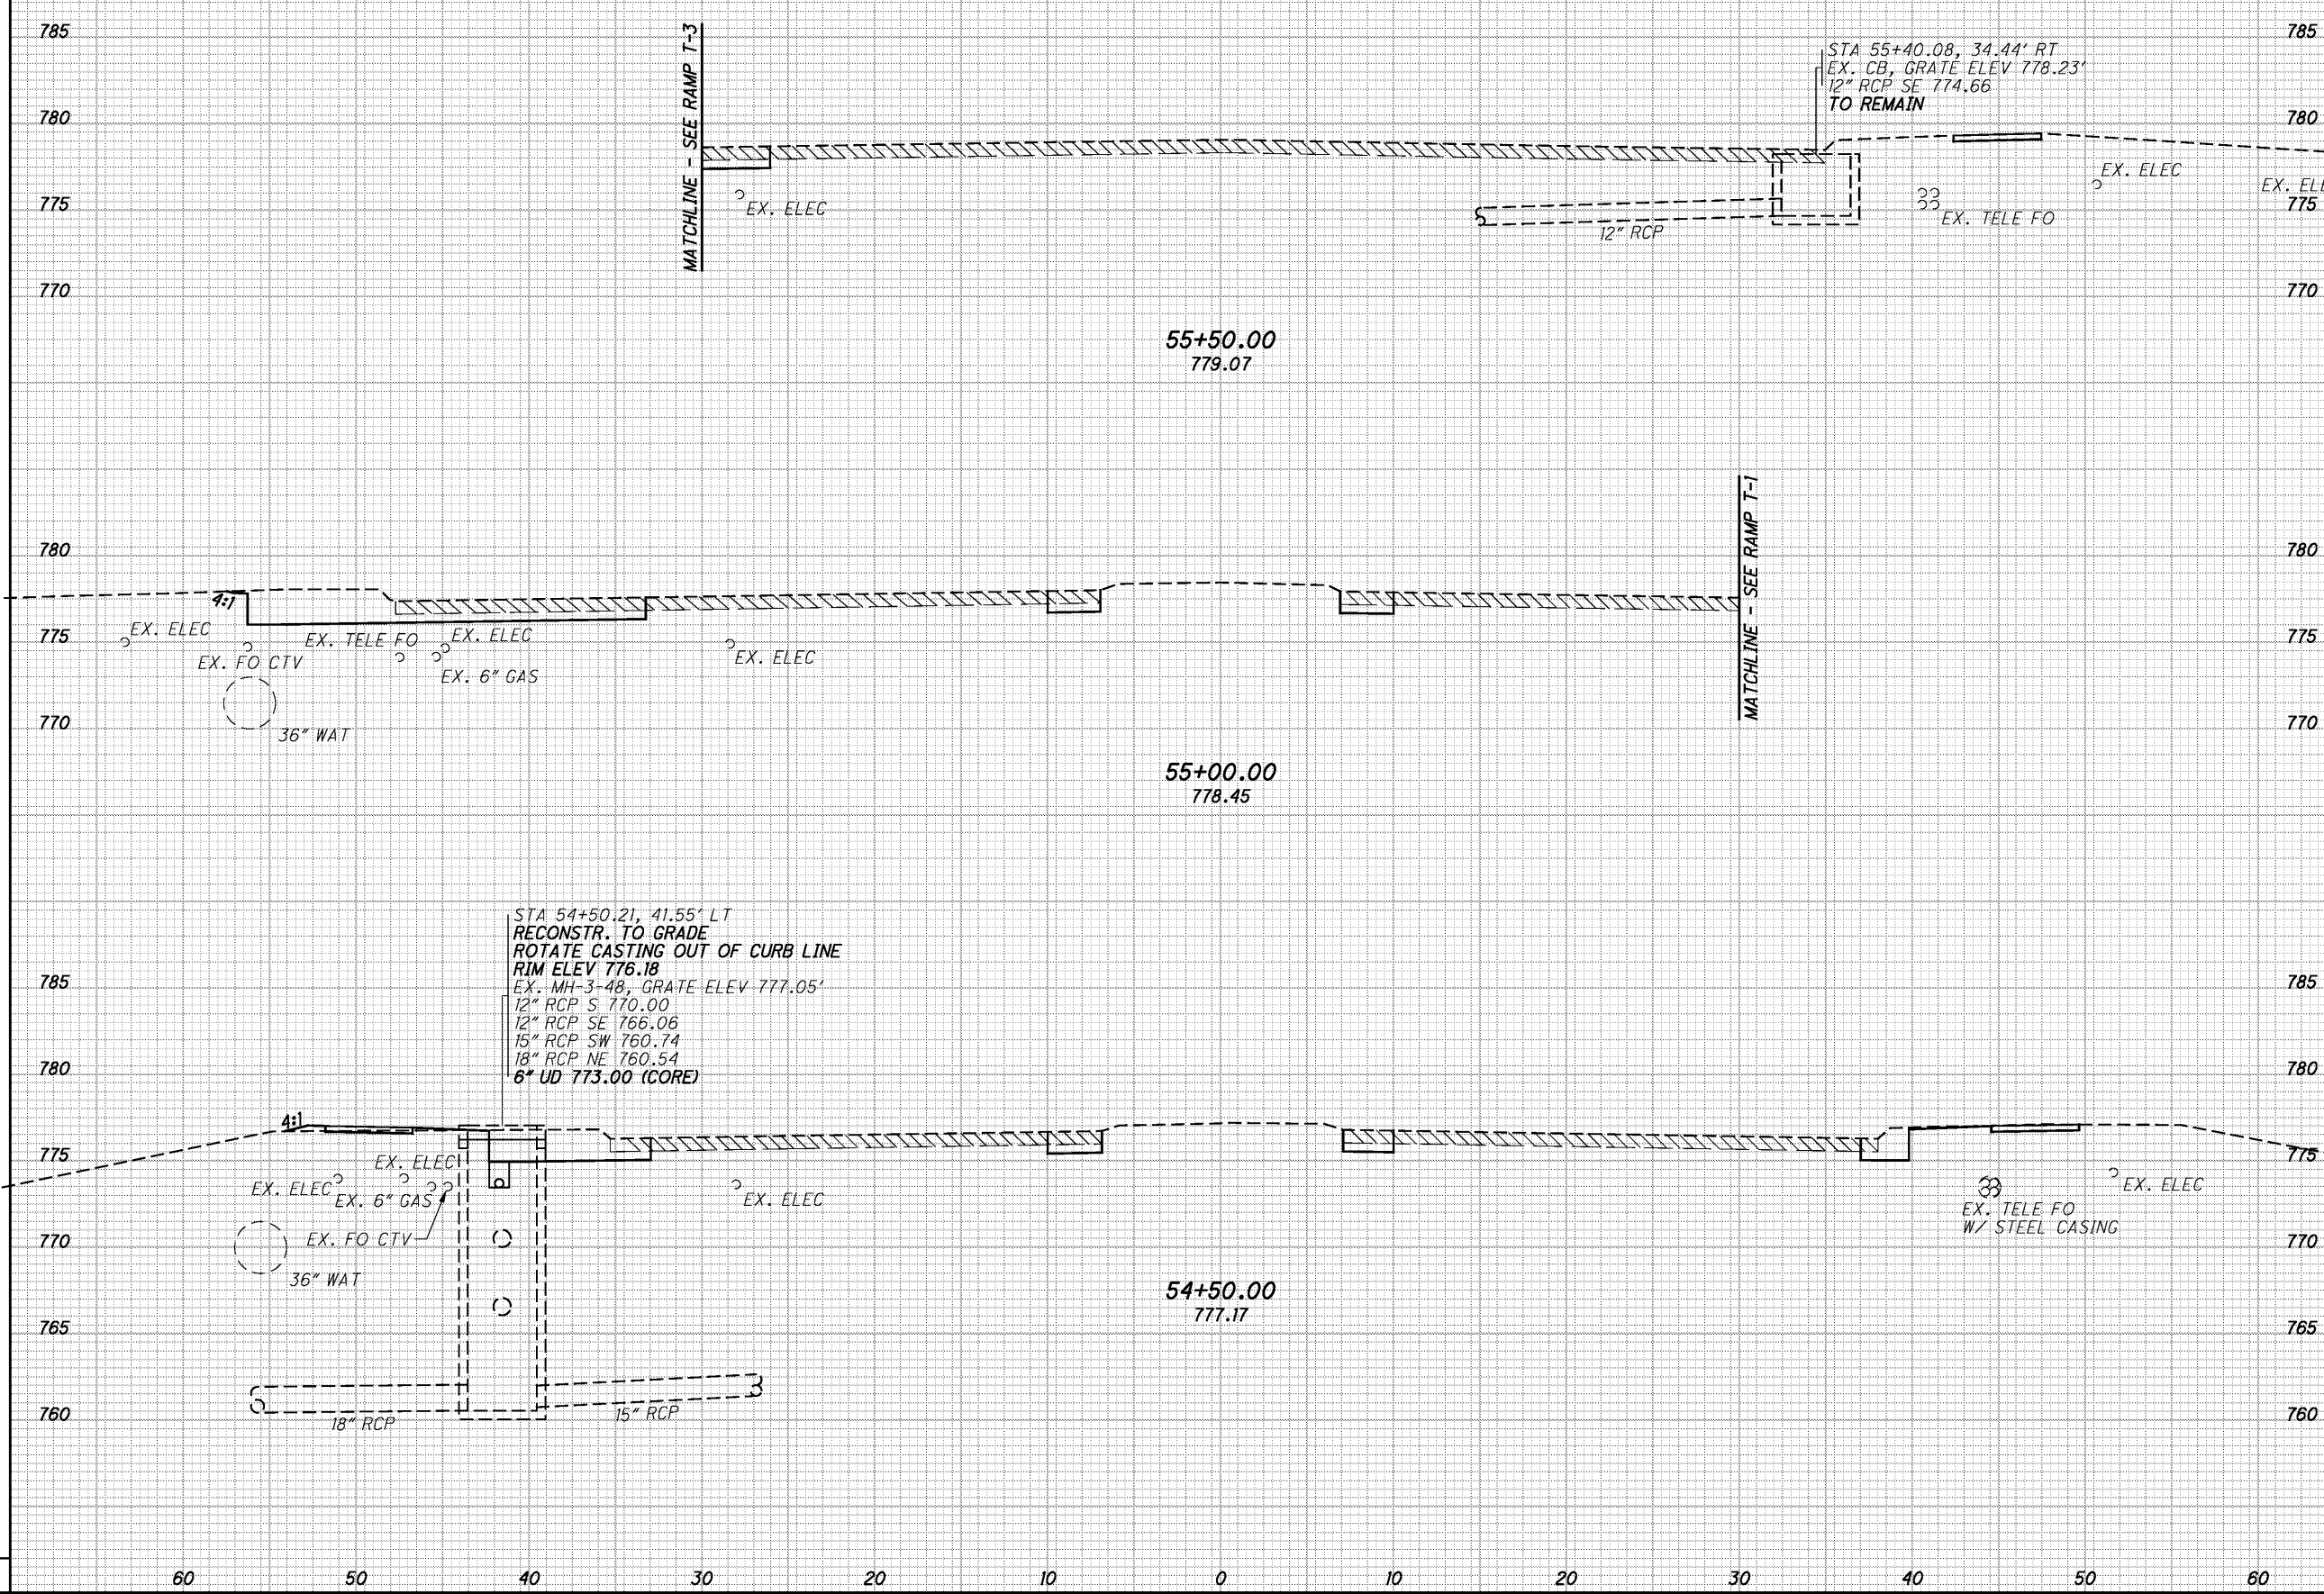 785
785
MATCHLINE - SEE RAMP T-3
STA 55+40.08, 34.44' RT
EX. CB, GRATE ELEV 778.23'
12" RCP SE 774.66
TO REMAIN
780
780
EX. ELEC
EX. ELEC
EX. ELE
775
775
EX. TELE FO
12" RCP
770
770
55+50.00
779.07
MATCHLINE - SEE RAMP T-1
780
780
4:1
EX. ELEC
775
EX. TELE FO
EX. ELEC
775
EX. FO CTV
EX. ELEC
EX. 6" GAS
770
770
36" WAT
55+00.00
778.45
STA 54+50.21, 41.55' LT
RECONSTR. TO GRADE
ROTATE CASTING OUT OF CURB LINE
RIM ELEV 776.18
785
EX. MH-3-48, GRATE ELEV 777.05'
785
12" RCP S 770.00
12" RCP SE 766.06
15" RCP SW 760.74
18" RCP NE 760.54
780
6" UD 773.00 (CORE)
780
4:1
775
775
EX. ELEC
EX. ELEC
EX. 6" GAS
EX. ELEC
EX. ELEC
EX. TELE FO
W/ STEEL CASING
EX. FO CTV
770
770
36" WAT
54+50.00
777.17
765
765
760
18" RCP
15" RCP
760
60 50 40 30 20 10 0 10 20 30 40 50 60